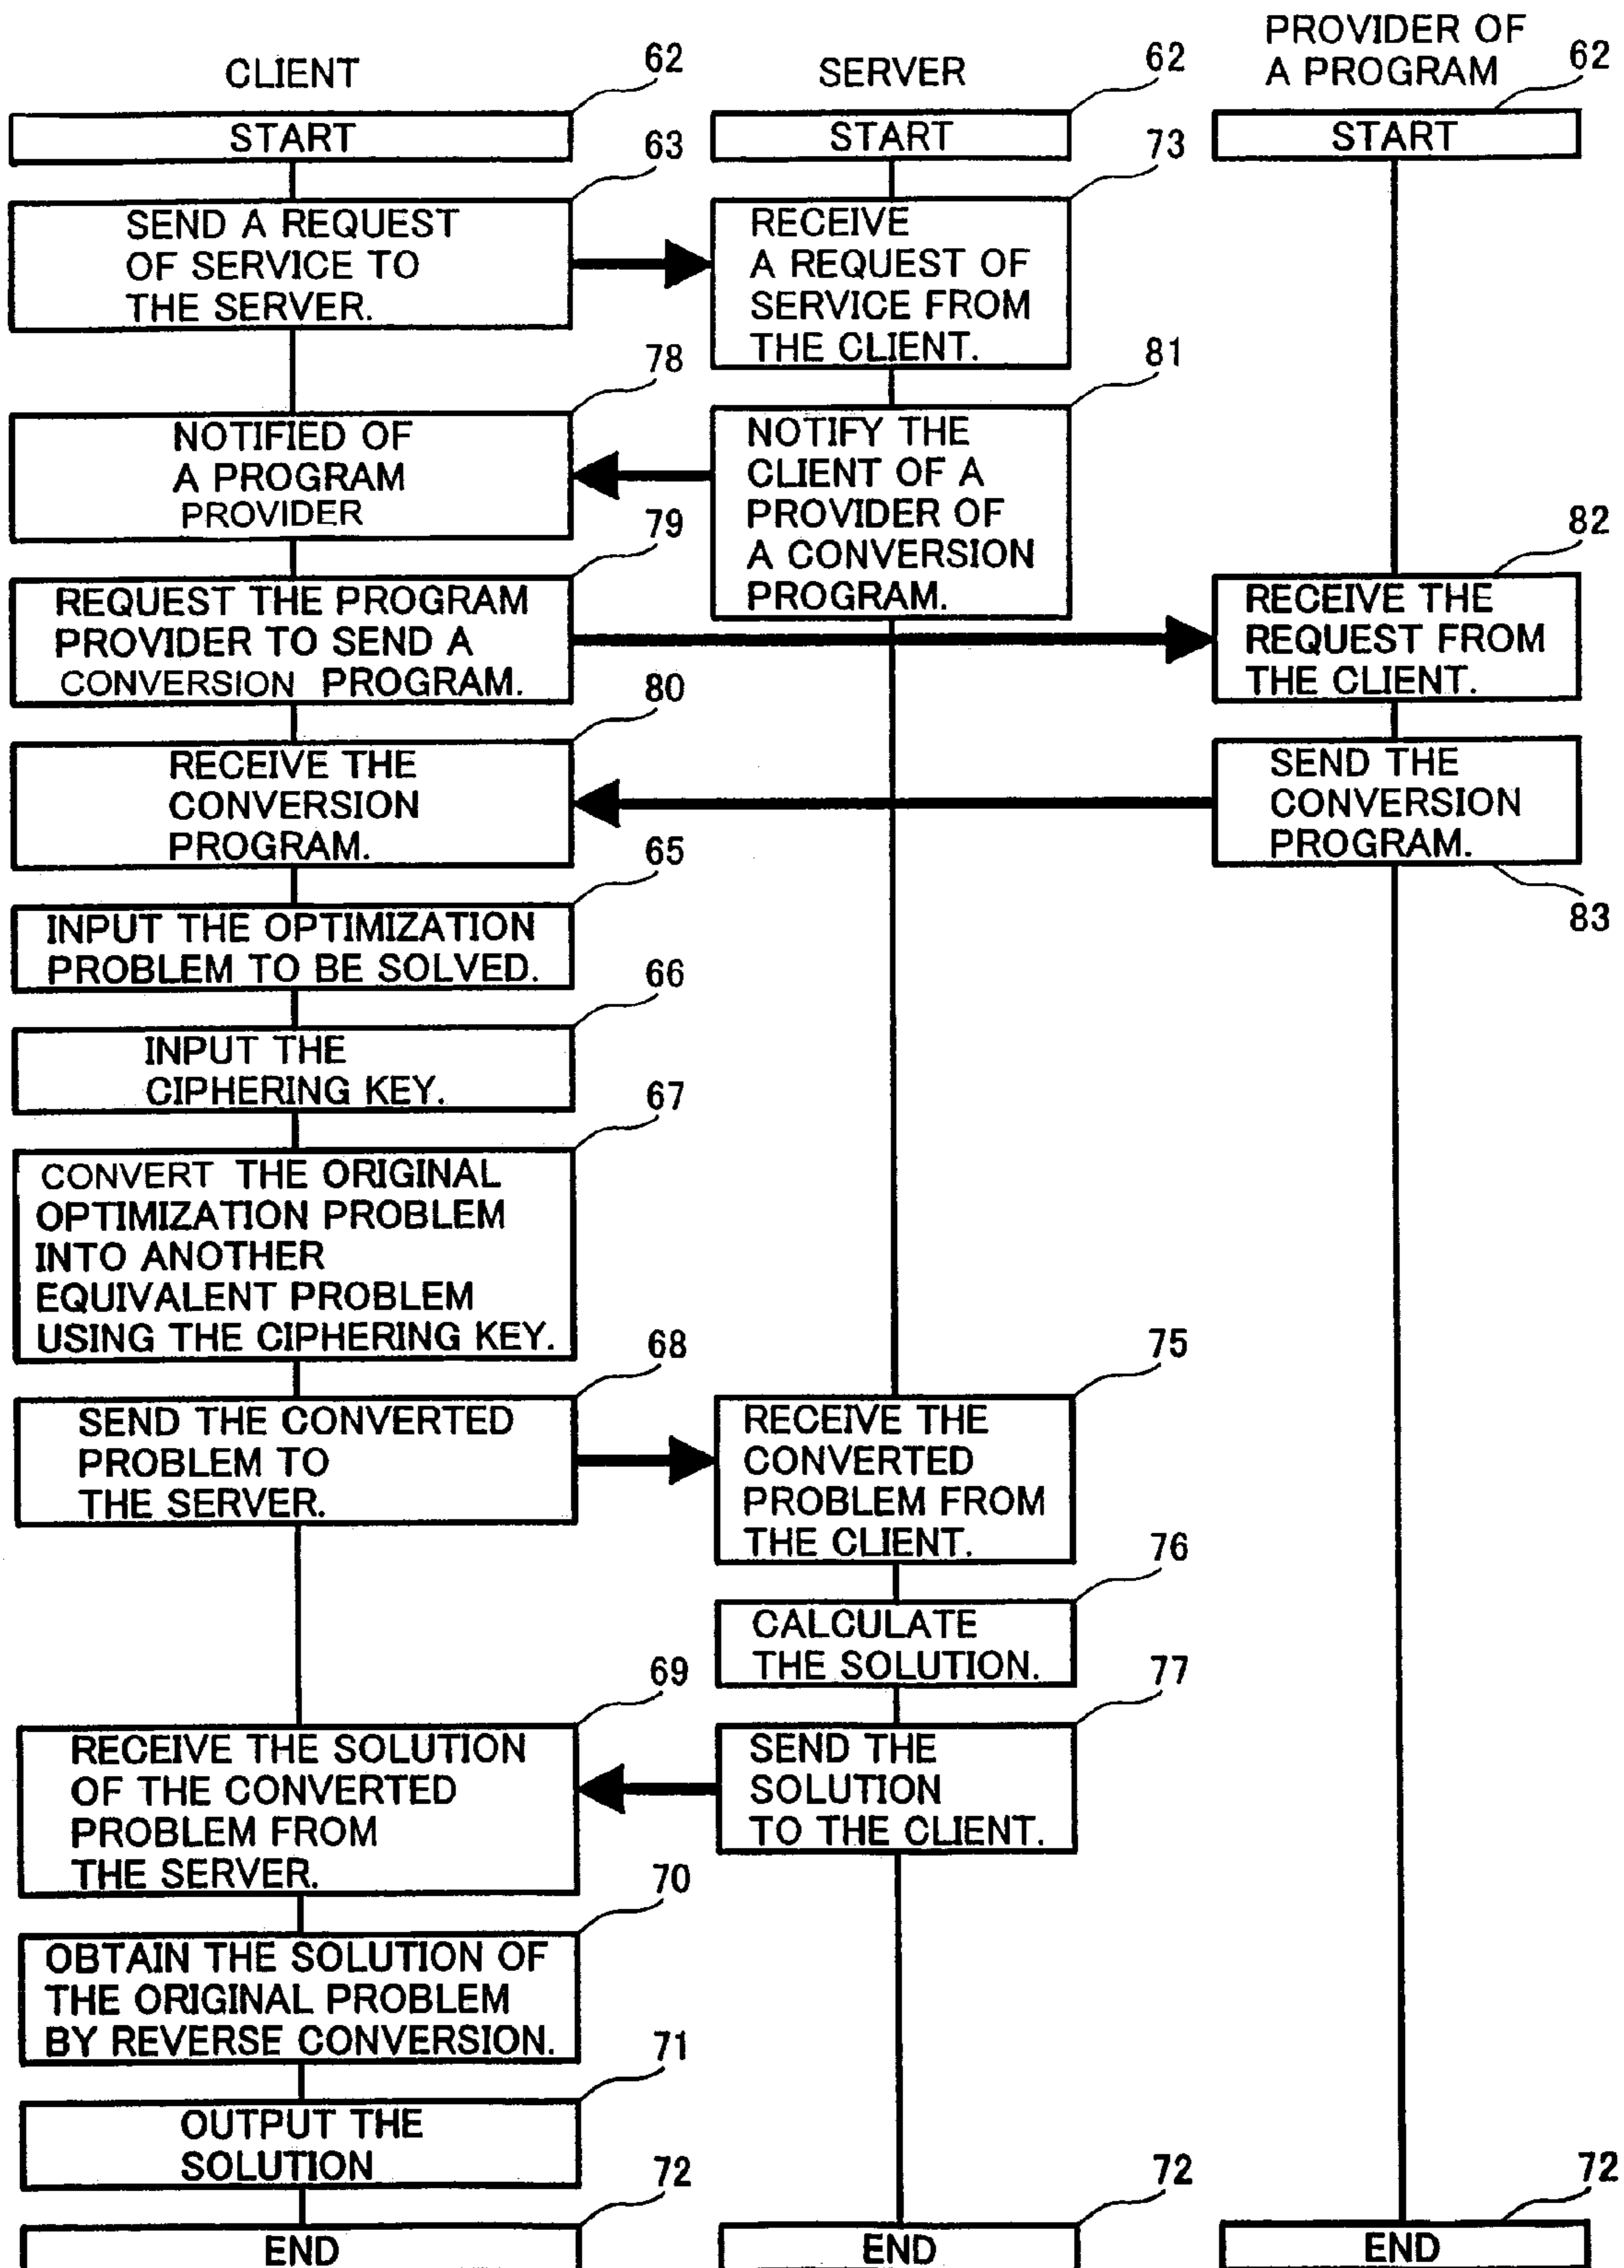 CLIENT
62
SERVER
62
PROVIDER OF
A PROGRAM
62
START
START
START
63
SEND A REQUEST
OF SERVICE TO
THE SERVER.
73
RECEIVE
A REQUEST OF
SERVICE FROM
THE CLIENT.
78
NOTIFIED OF
A PROGRAM
PROVIDER
81
NOTIFY THE
CLIENT OF A
PROVIDER OF
A CONVERSION
PROGRAM.
79
REQUEST THE PROGRAM
PROVIDER TO SEND A
CONVERSION PROGRAM.
82
RECEIVE THE
REQUEST FROM
THE CLIENT.
80
RECEIVE THE
CONVERSION
PROGRAM.
SEND THE
CONVERSION
PROGRAM.
83
65
INPUT THE OPTIMIZATION
PROBLEM TO BE SOLVED.
66
INPUT THE
CIPHERING KEY.
67
CONVERT THE ORIGINAL
OPTIMIZATION PROBLEM
INTO ANOTHER
EQUIVALENT PROBLEM
USING THE CIPHERING KEY.
68
SEND THE CONVERTED
PROBLEM TO
THE SERVER.
75
RECEIVE THE
CONVERTED
PROBLEM FROM
THE CLIENT.
76
CALCULATE
THE SOLUTION.
69
RECEIVE THE SOLUTION
OF THE CONVERTED
PROBLEM FROM
THE SERVER.
77
SEND THE
SOLUTION
TO THE CLIENT.
70
OBTAIN THE SOLUTION OF
THE ORIGINAL PROBLEM
BY REVERSE CONVERSION.
71
OUTPUT THE
SOLUTION
72
72
72
END
END
END